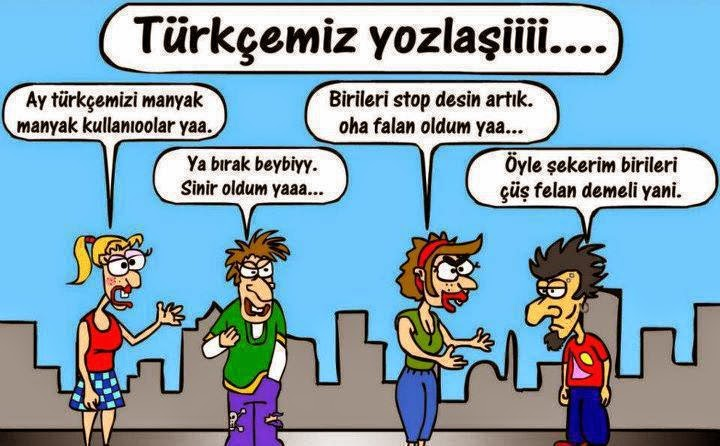 Türkçemiz yozlaşiiii....
Ay türkçemizi manyak
manyak kullanıoolar yaa.
Ya bırak beybiyy.
Sinir oldum yaaa...
Birileri stop desin artık.
oha falan oldum yaa...
Öyle şekerim birileri
çüş felan demeli yani.